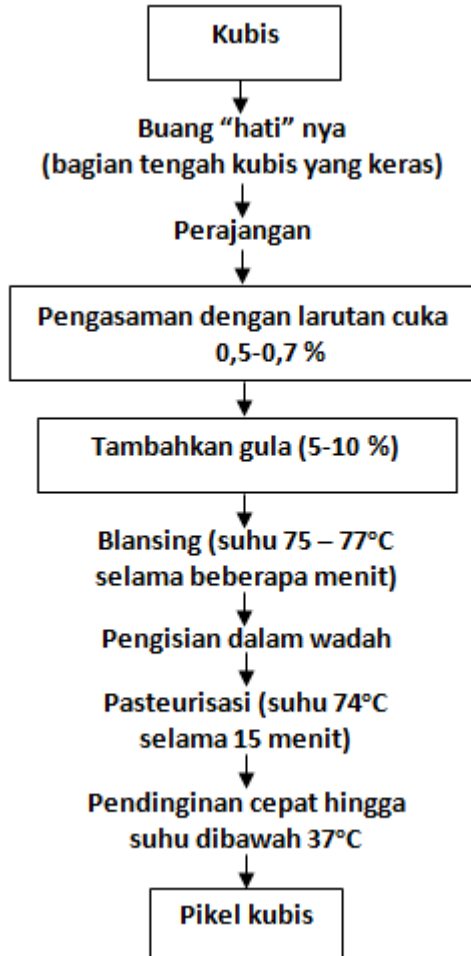 Kubis
Buang “hati” nya
(bagian tengah kubis yang keras)
Perajangan
Pengasaman dengan larutan cuka
0,5-0,7 %
Tambahkan gula (5-10 %)
Blansing (suhu 75 – 77°C
selama beberapa menit)
Pengisian dalam wadah
Pasteurisasi (suhu 74°C
selama 15 menit)
Pendinginan cepat hingga
suhu dibawah 37°C
Pikel kubis